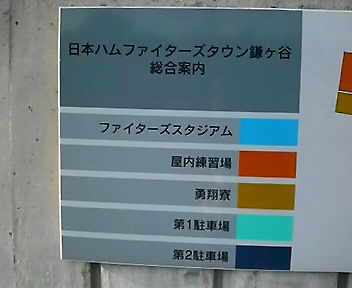 日本ハムファイターズタウン鎌ヶ谷
総合案内
ファイターズスタジアム
屋内練習場
勇翔寮
第1駐車場
第2駐車場